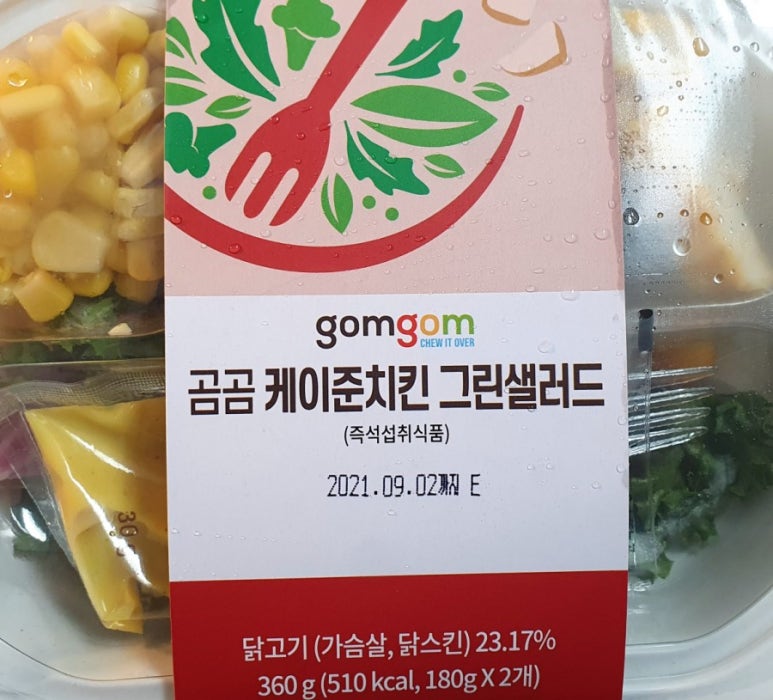 gomgom
CHEW IT OVER
곰곰 케이준치킨 그린샐러드
(즉석섭취식품)
2021.09.02까지 E
30g
닭고기 (가슴살, 닭스킨) 23.17%
360 g (510 kcal, 180g X 2개)